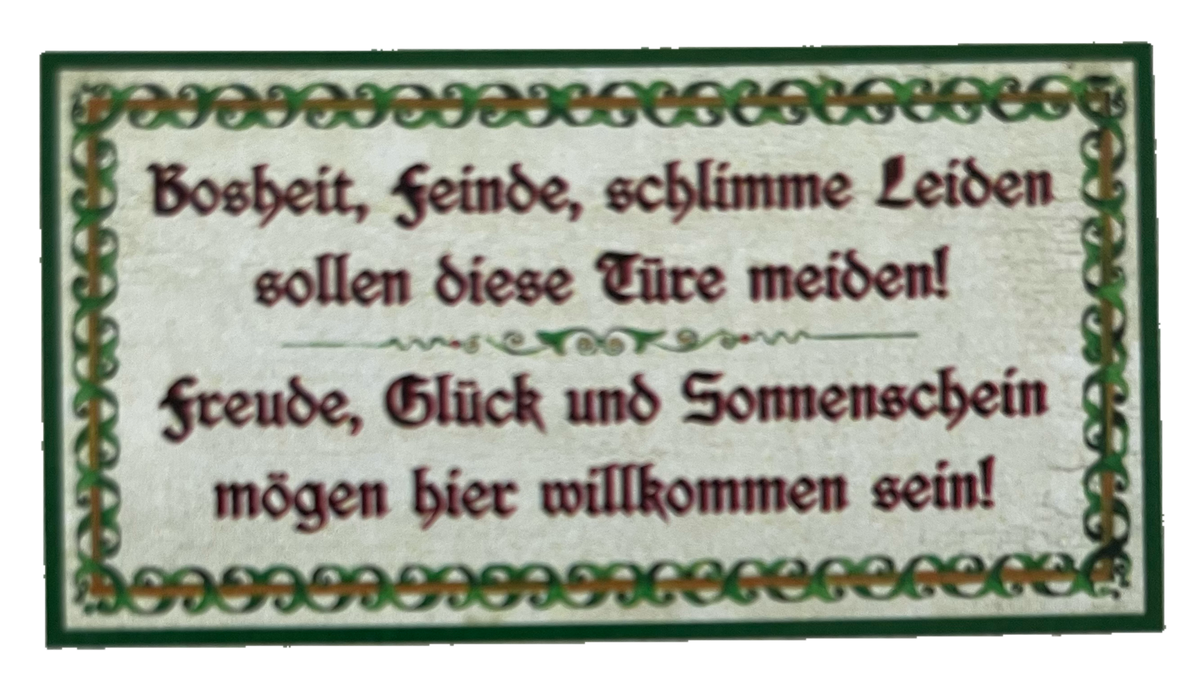 Bosheit, Feinde, schlimme Leiden
sollen diese Türe meiden!
Freude, Glück und Sonnenschein
mögen hier willkommen sein!